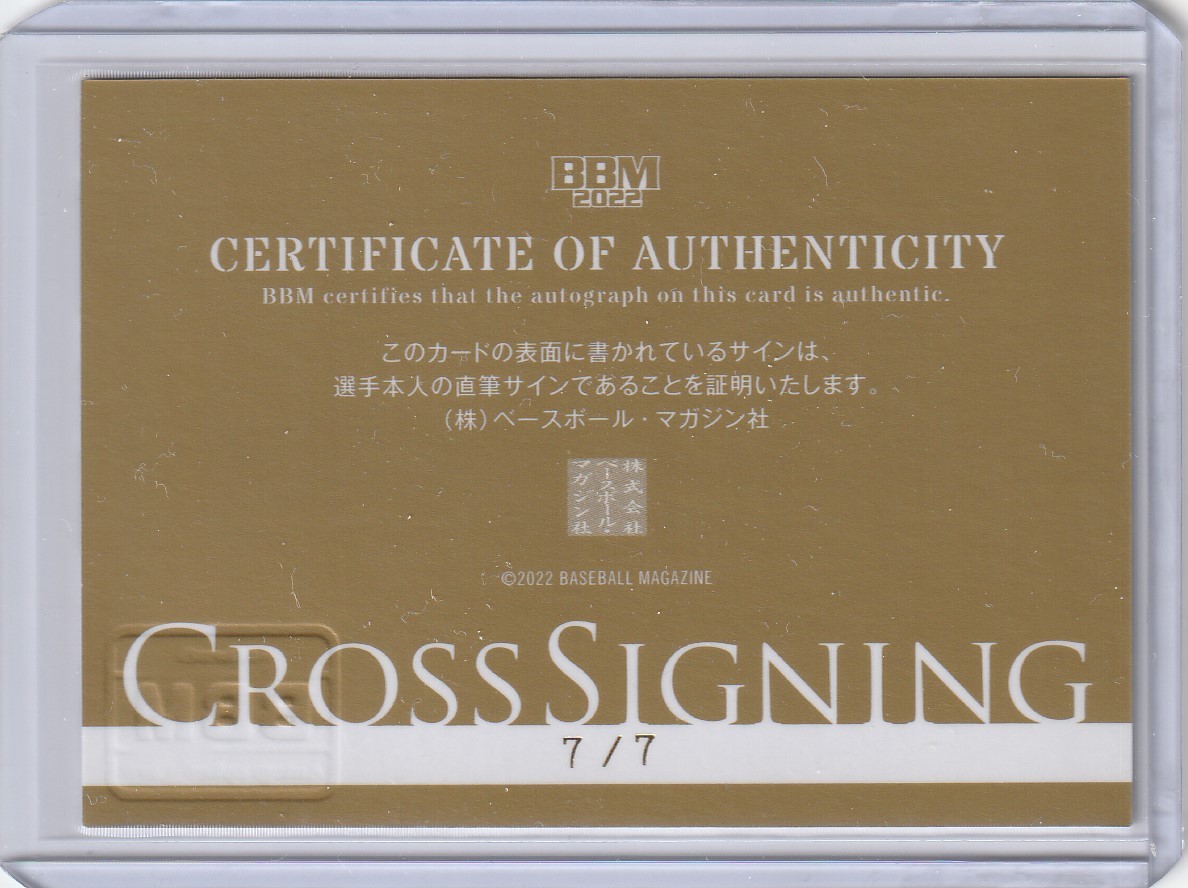 BBM
2022
CERTIFICATE OF AUTHENTICITY
BBM certifies that the autograph on this card is authentic.
このカードの表面に書かれているサインは、
選手本人の直筆サインであることを証明いたします。
(株)ベースボール・マガジン社
株式会社
ベースボール・
マガジン社
©2022 BASEBALL MAGAZINE
CROSSSIGNING
7/7